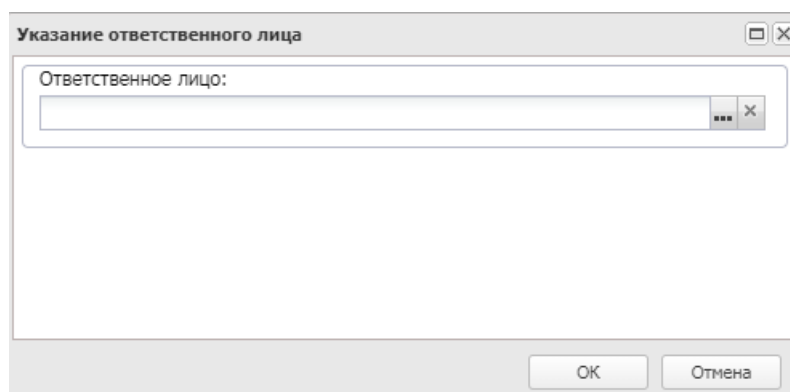 Указание ответственного лица
Ответственное лицо:
...
ОК Отмена